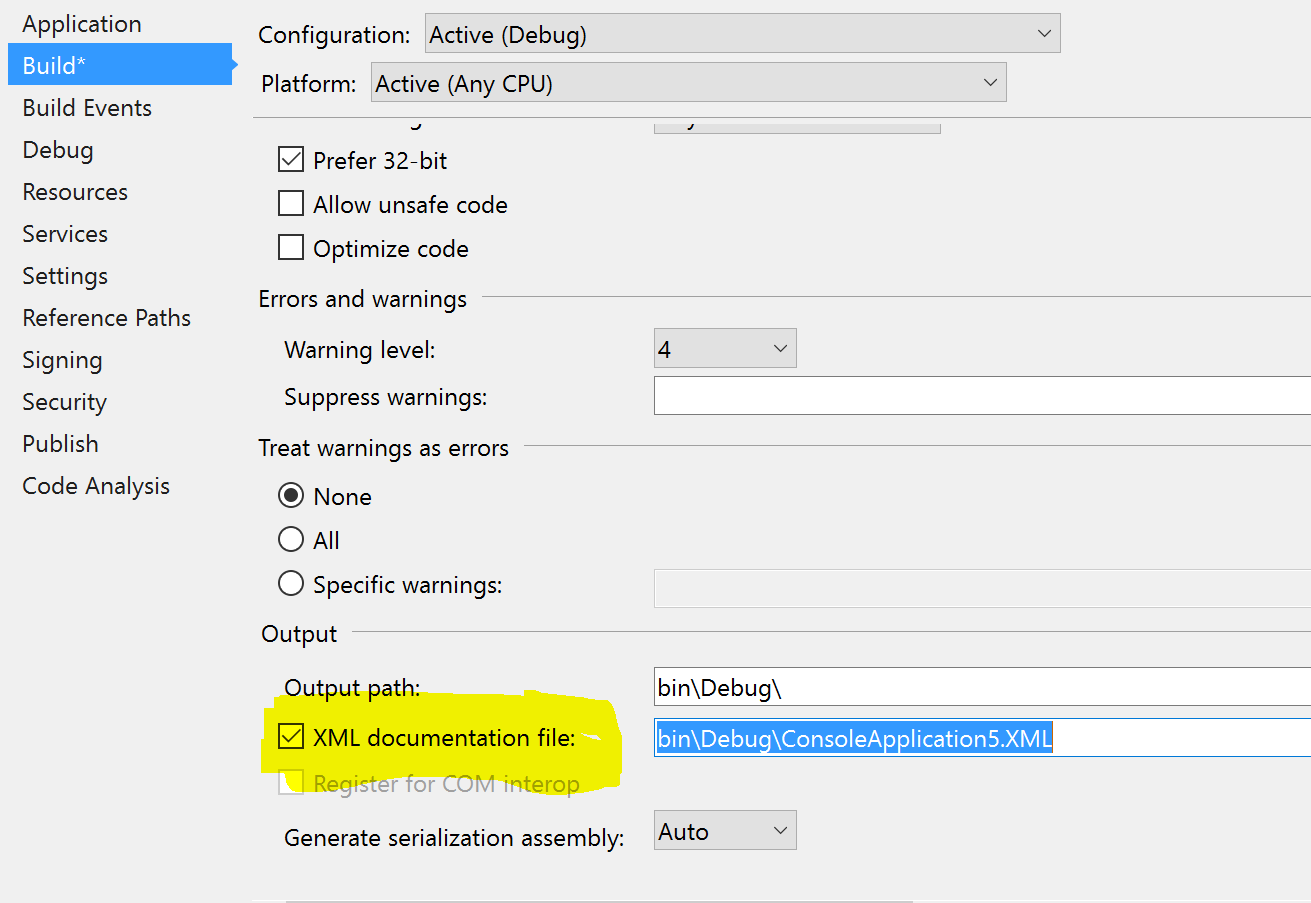 Application
Build*
Build Events
Debug
Resources
Services
Settings
Reference Paths
Signing
Security
Publish
Code Analysis
Configuration: Active (Debug)
Platform: Active (Any CPU)
Prefer 32-bit
Allow unsafe code
Optimize code
Errors and warnings
Warning level: 4
Suppress warnings:
Treat warnings as errors
None
All
Specific warnings:
Output
Output path: bin\Debug\
XML documentation file: bin\Debug\ConsoleApplication5.XML
Register for COM interop
Generate serialization assembly: Auto